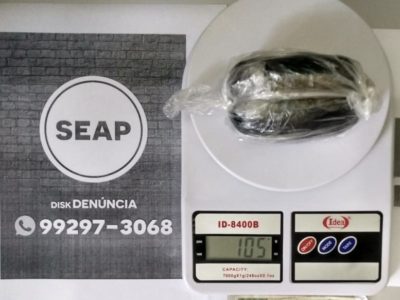 SEAP
DISK DENÚNCIA
99297-3068
ID-8400B
Idea
105
CAPACITY: